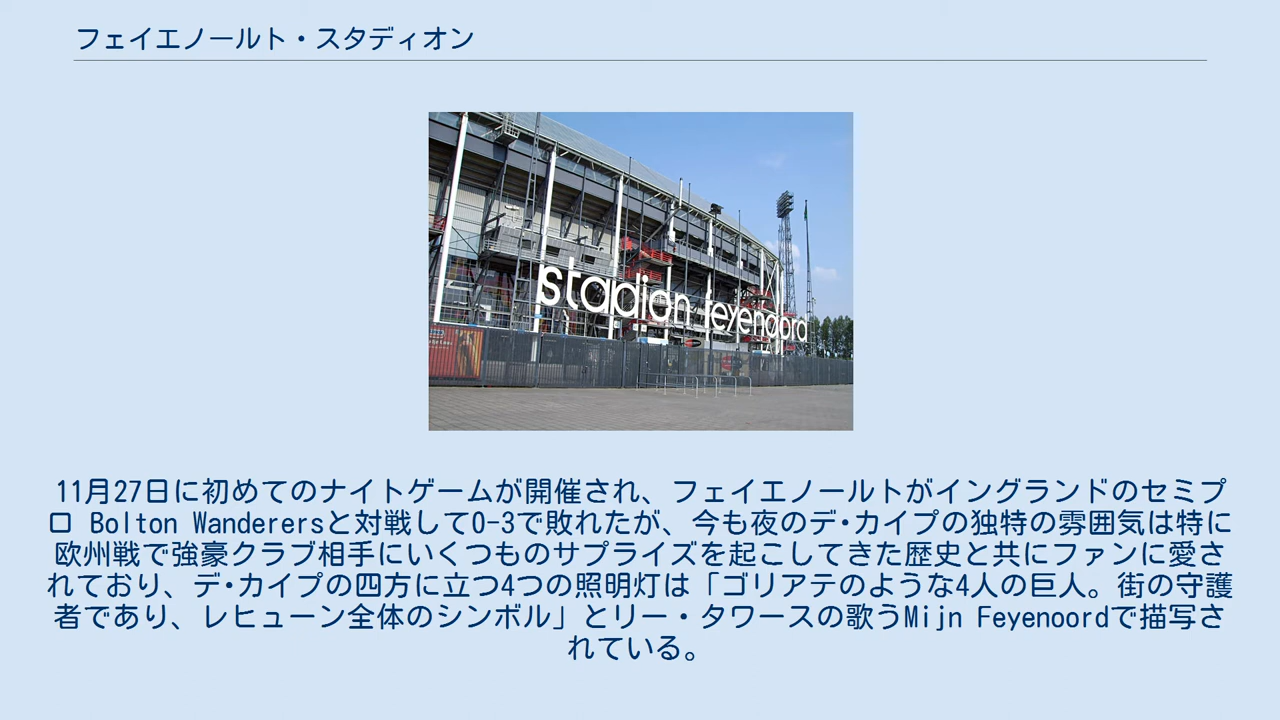 フェイエノールト・スタディオン
stadion feyenoord
11月27日に初めてのナイトゲームが開催され、フェイエノールトがイングランドのセミプ
ロ Bolton Wanderersと対戦して0-3で敗れたが、今も夜のデ・カイプの独特の雰囲気は特に
欧州戦で強豪クラブ相手にいくつものサプライズを起こしてきた歴史と共にファンに愛さ
れており、デ・カイプの四方に立つ4つの照明灯は「ゴリアテのような4人の巨人。街の守護
者であり、レヒューン全体のシンボル」とリー・タワースの歌うMijn Feyenoordで描写さ
れている。